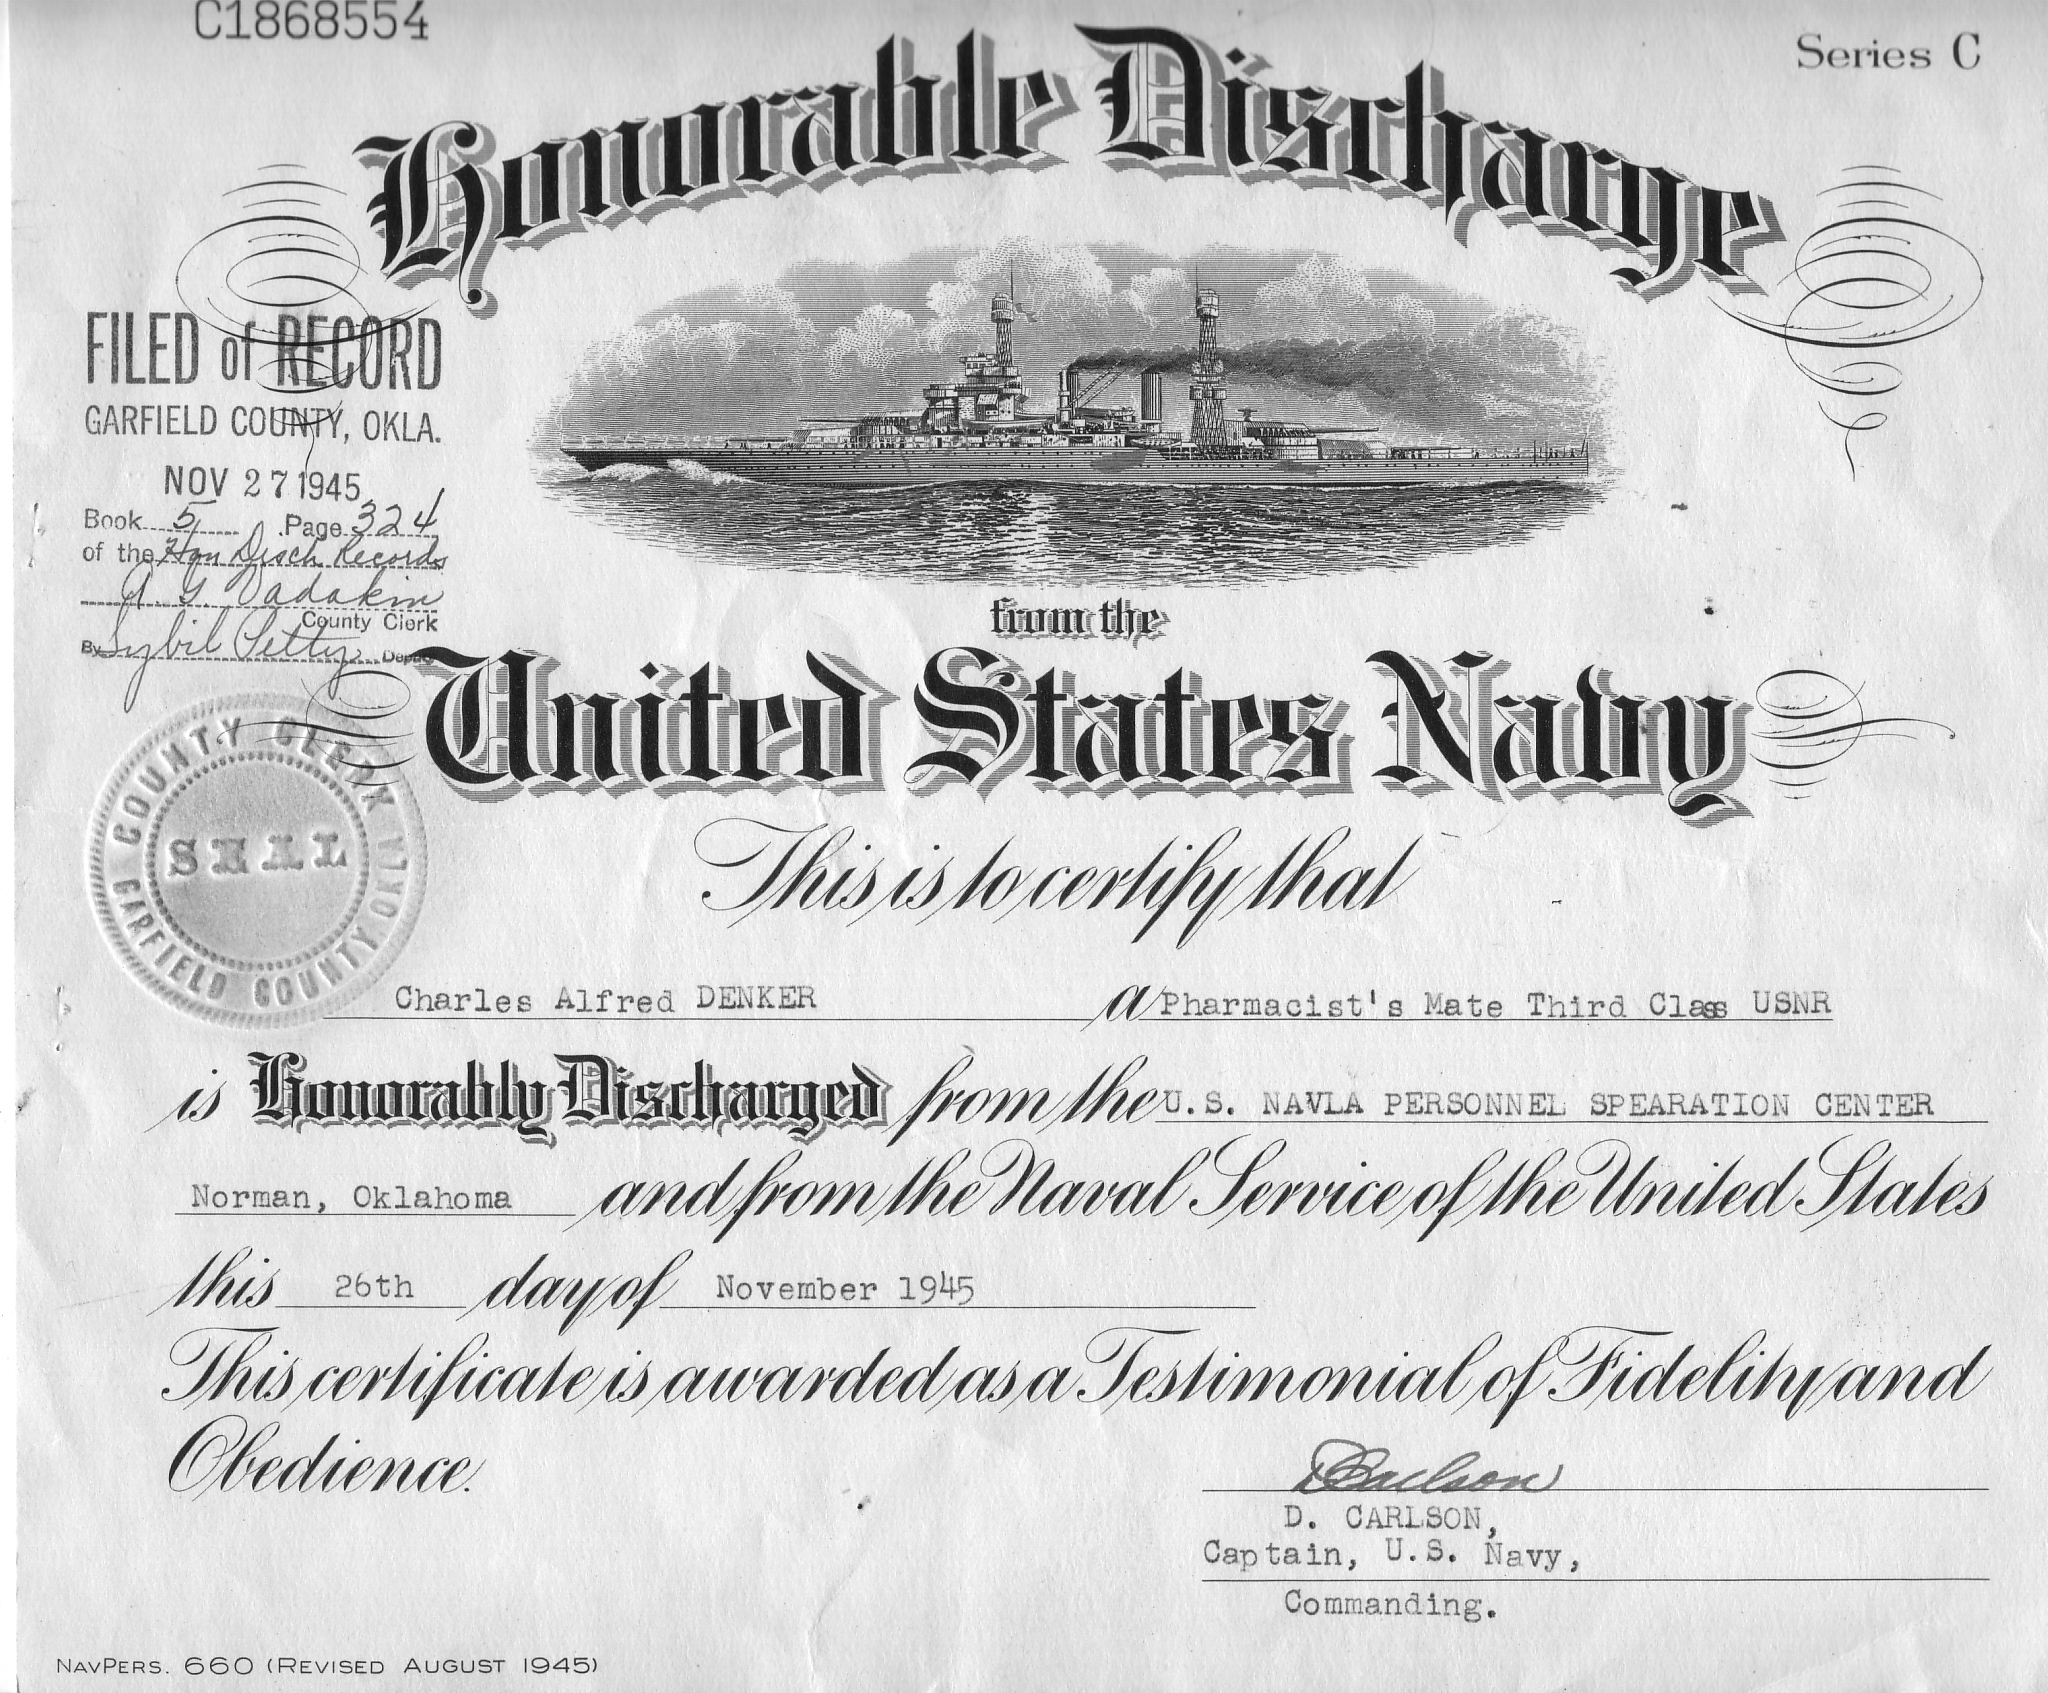 C1868554
Series C
Honorable Discharge
FILED of RECORD
GARFIELD COUNTY, OKLA.
NOV 27 1945
Book 5 Page 324
of the Hon Disch Records
A. G. Vadakin
County Clerk
By Sybil Petty Deputy
from the
United States Navy
COUNTY CLERK
SEAL
GARFIELD COUNTY OKLA
This is to certify that
Charles Alfred DENKER a Pharmacist's Mate Third Class USNR
is Honorably Discharged from the U.S. NAVLA PERSONNEL SPEARATION CENTER
Norman, Oklahoma and from the Naval Service of the United States
this 26th day of November 1945
This certificate is awarded as a Testimonial of Fidelity and
Obedience.
D Carlson
D. CARLSON,
Captain, U.S. Navy,
Commanding.
NAVPERS. 660 (REVISED AUGUST 1945)